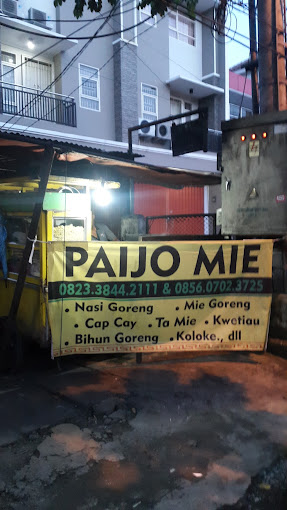 PAIJO MIE
0823.3844.2111 & 0856.0702.3725
• Nasi Goreng • Mie Goreng
• Cap Cay • Ta Mie • Kwetiau
• Bihun Goreng • Koloke., dll